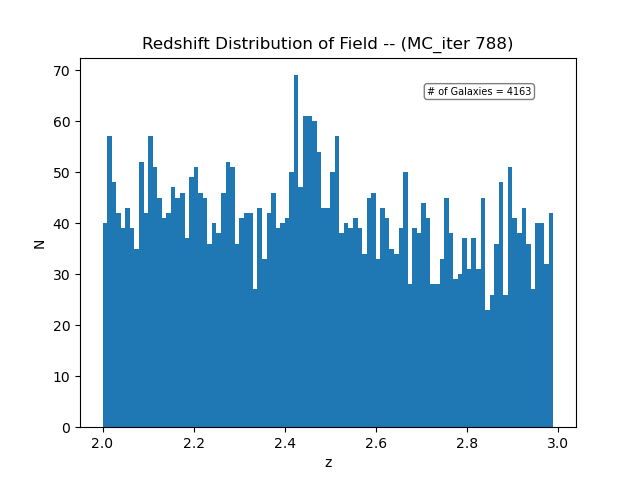 Redshift Distribution of Field -- (MC_iter 788)
# of Galaxies = 4163
70
60
50
40
30
20
10
0
N
2.0 2.2 2.4 2.6 2.8 3.0
z